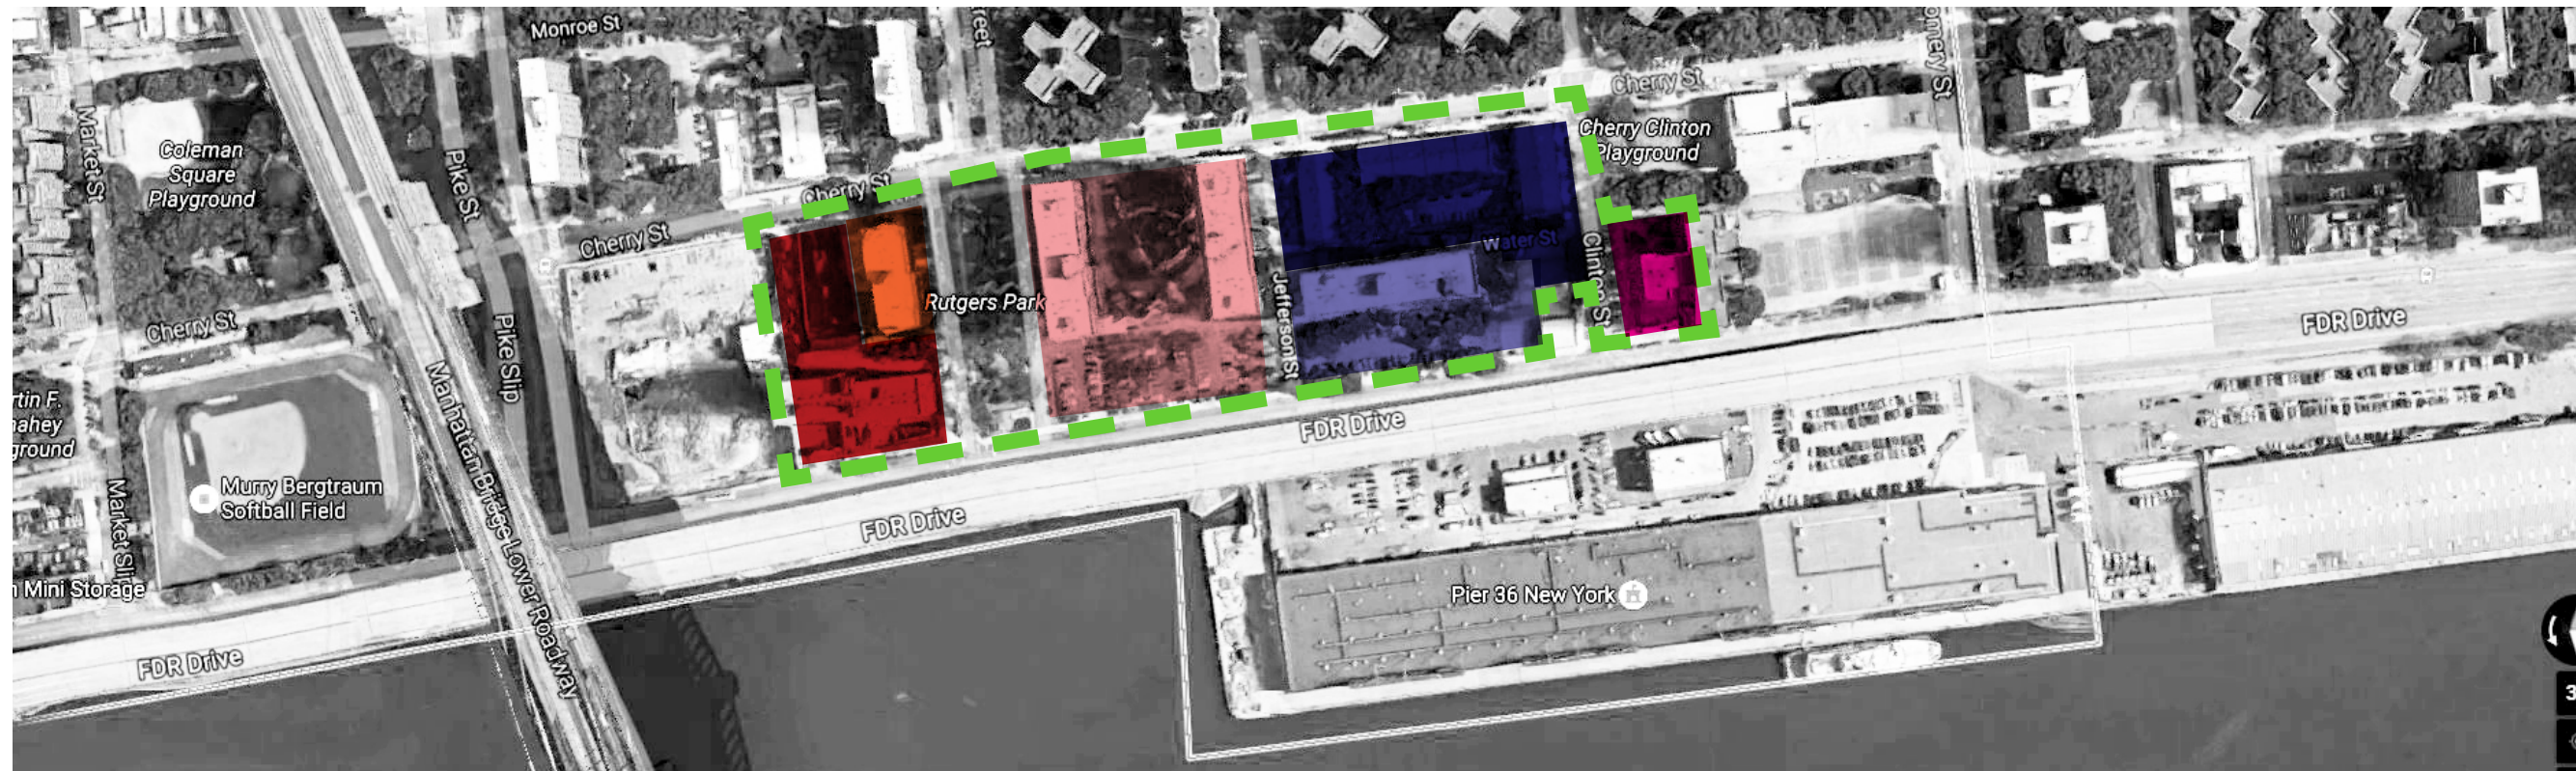 Monroe St
Market St
Coleman
Square
Playground
Pike St
Cherry St
Cherry St
Cherry St
Cherry Clinton
Playground
Cherry St
Water St
Clinton St
Rutgers Park
Jefferson St
Pike Slip
FDR Drive
Murry Bergtraum
Softball Field
Manhattan Bridge Lower Roadway
FDR Drive
FDR Drive
Mini Storage
Pier 36 New York
FDR Drive